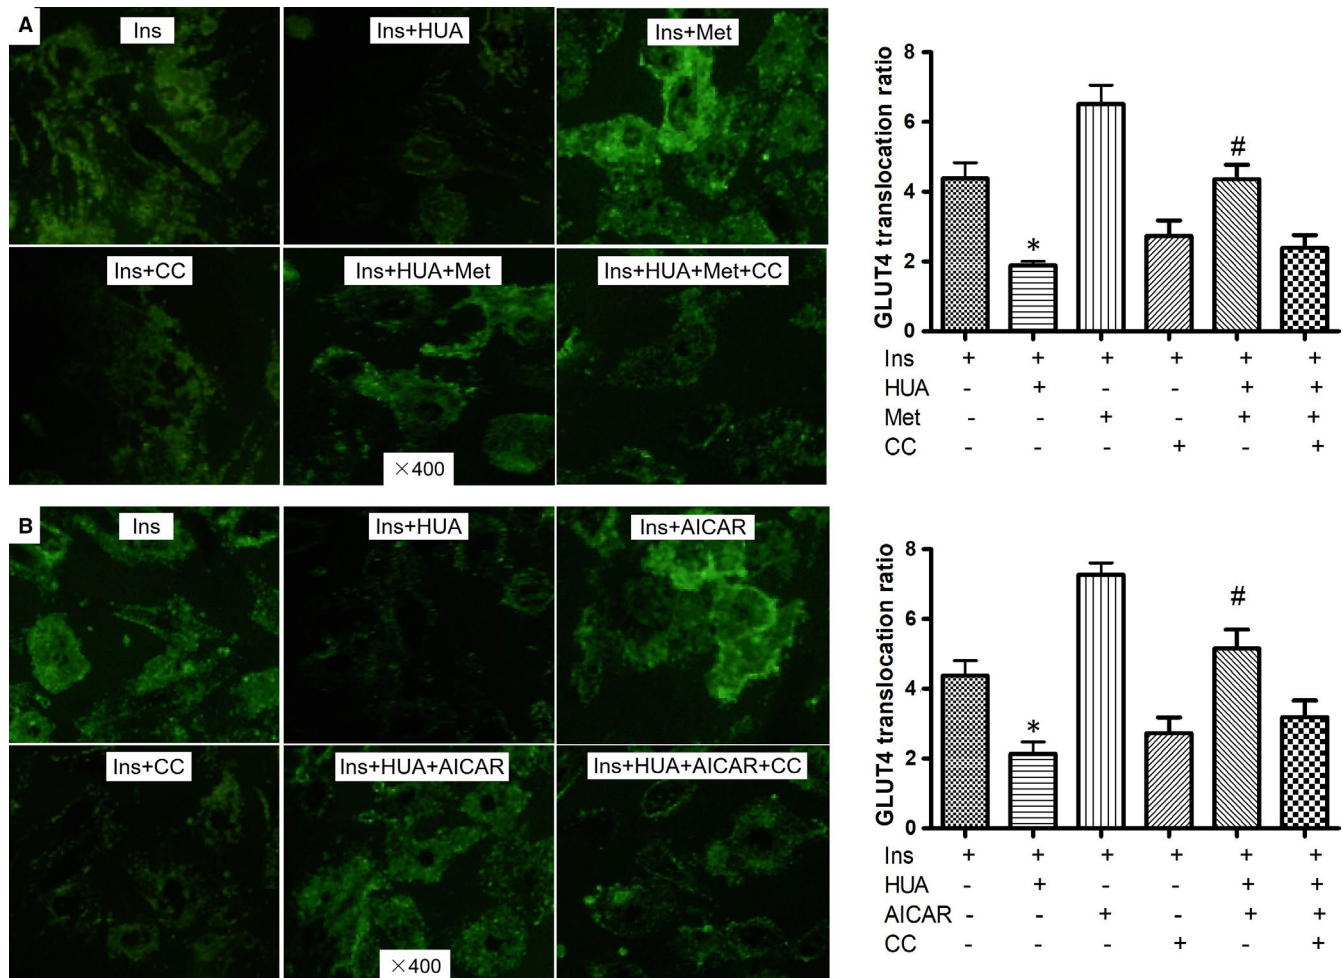 A
Ins
Ins+HUA
Ins+Met
Ins+CC
Ins+HUA+Met
Ins+HUA+Met+CC
×400
8
6
4
2
0
GLUT4 translocation ratio
*
#
Ins + + + + + +
HUA - + - - + +
Met - - + - + +
CC - - - + - +
B
Ins
Ins+HUA
Ins+AICAR
Ins+CC
Ins+HUA+AICAR
Ins+HUA+AICAR+CC
×400
8
6
4
2
0
GLUT4 translocation ratio
*
#
Ins + + + + + +
HUA - + - - + +
AICAR - - + - + +
CC - - - + - +